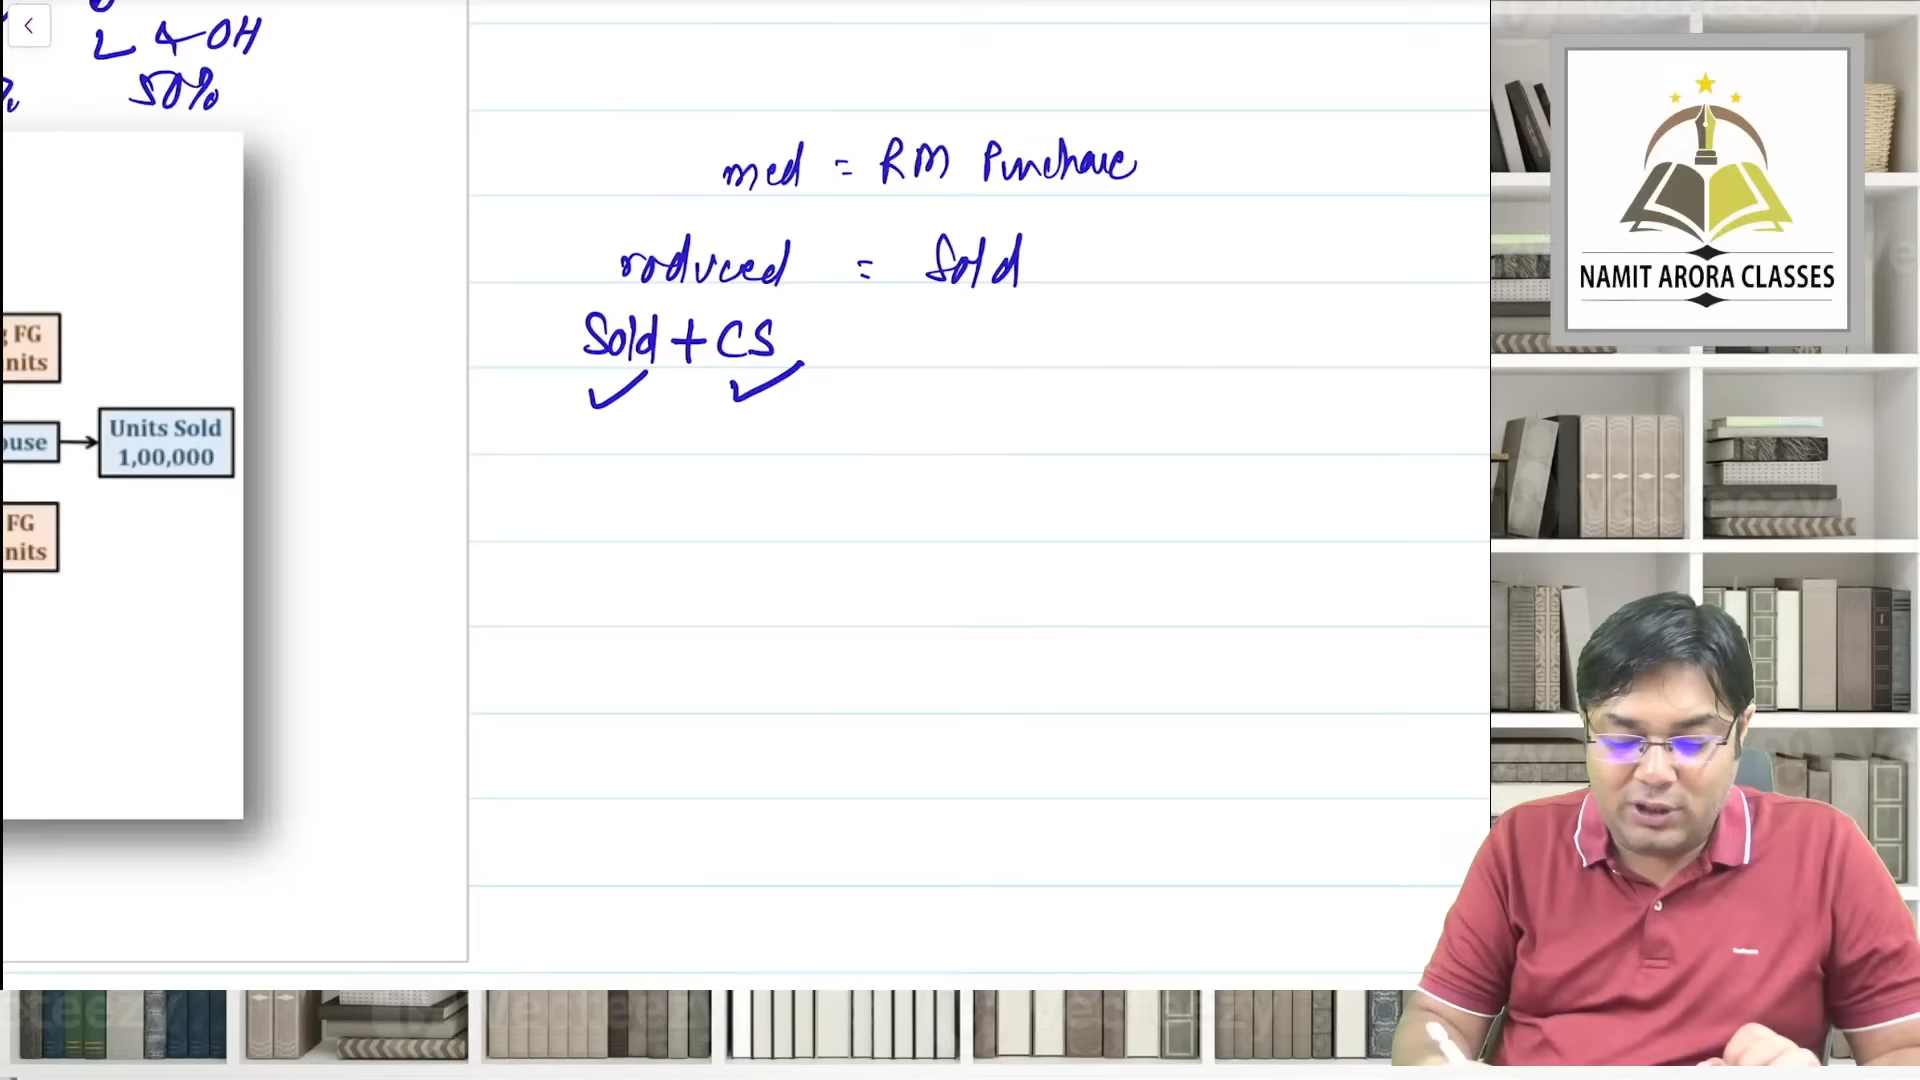 L & OH
50%
med = RM Purchase
roduced = Sold
Sold + CS
g FG
nits
ouse
Units Sold
1,00,000
FG
nits
NAMIT ARORA CLASSES